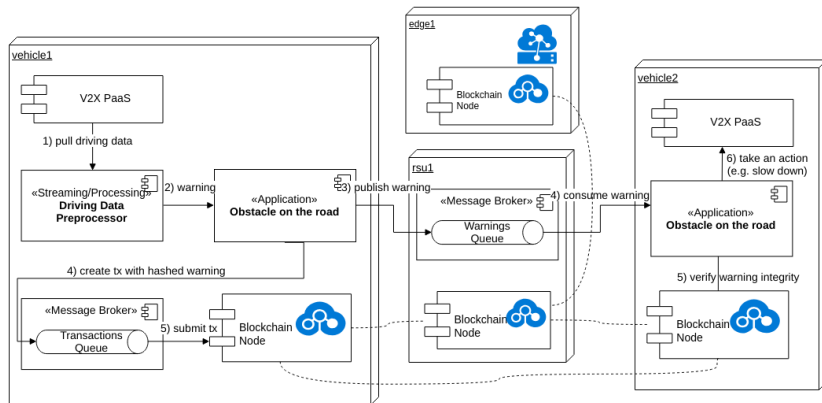 vehicle1
V2X PaaS
1) pull driving data
«Streaming/Processing»
Driving Data
Preprocessor
2) warning
«Application»
Obstacle on the road
3) publish warning
4) create tx with hashed warning
«Message Broker»
Transactions
Queue
5) submit tx
Blockchain
Node
edge1
Blockchain
Node
rsu1
«Message Broker»
Warnings
Queue
4) consume warning
Blockchain
Node
vehicle2
V2X PaaS
6) take an action
(e.g. slow down)
«Application»
Obstacle on the road
5) verify warning integrity
Blockchain
Node